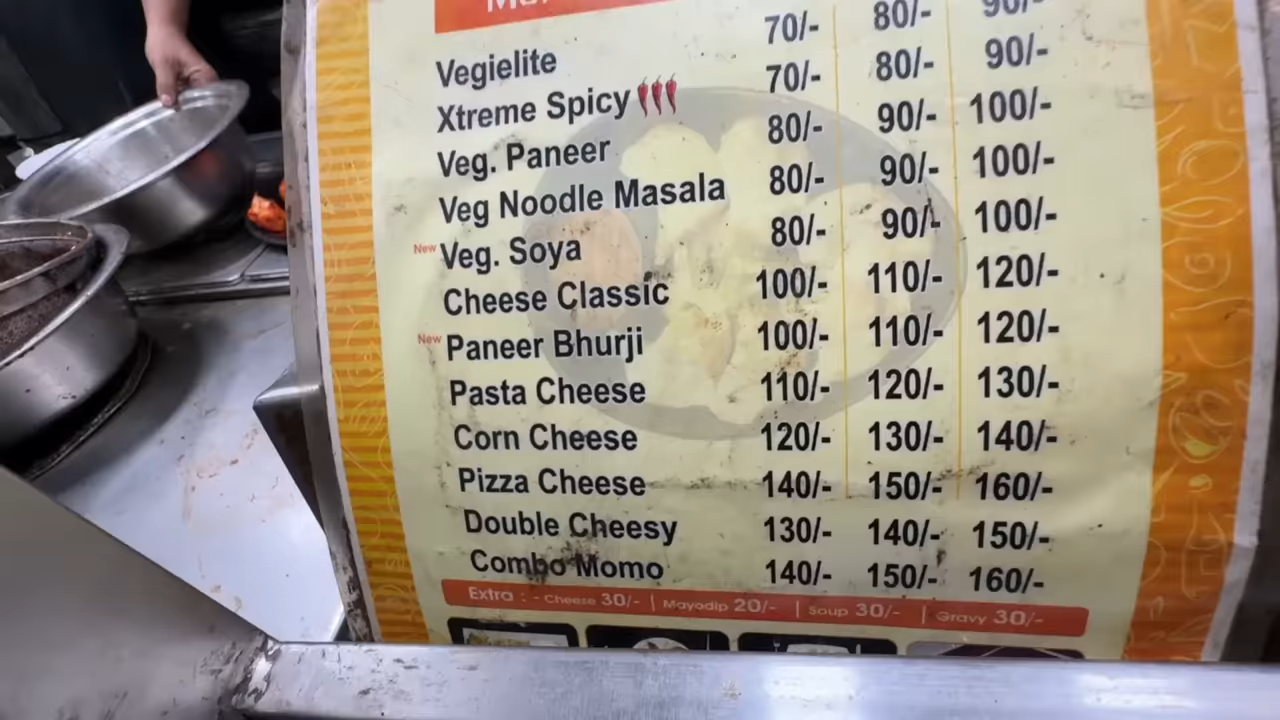 Vegielite 70/- 80/- 90/-
Xtreme Spicy 70/- 80/- 90/-
Veg. Paneer 80/- 90/- 100/-
Veg Noodle Masala 80/- 90/- 100/-
New Veg. Soya 80/- 90/- 100/-
Cheese Classic 100/- 110/- 120/-
New Paneer Bhurji 100/- 110/- 120/-
Pasta Cheese 110/- 120/- 130/-
Corn Cheese 120/- 130/- 140/-
Pizza Cheese 140/- 150/- 160/-
Double Cheesy 130/- 140/- 150/-
Combo Momo 140/- 150/- 160/-
Extra : - Cheese 30/- | Mayodip 20/- | Soup 30/- | Gravy 30/-